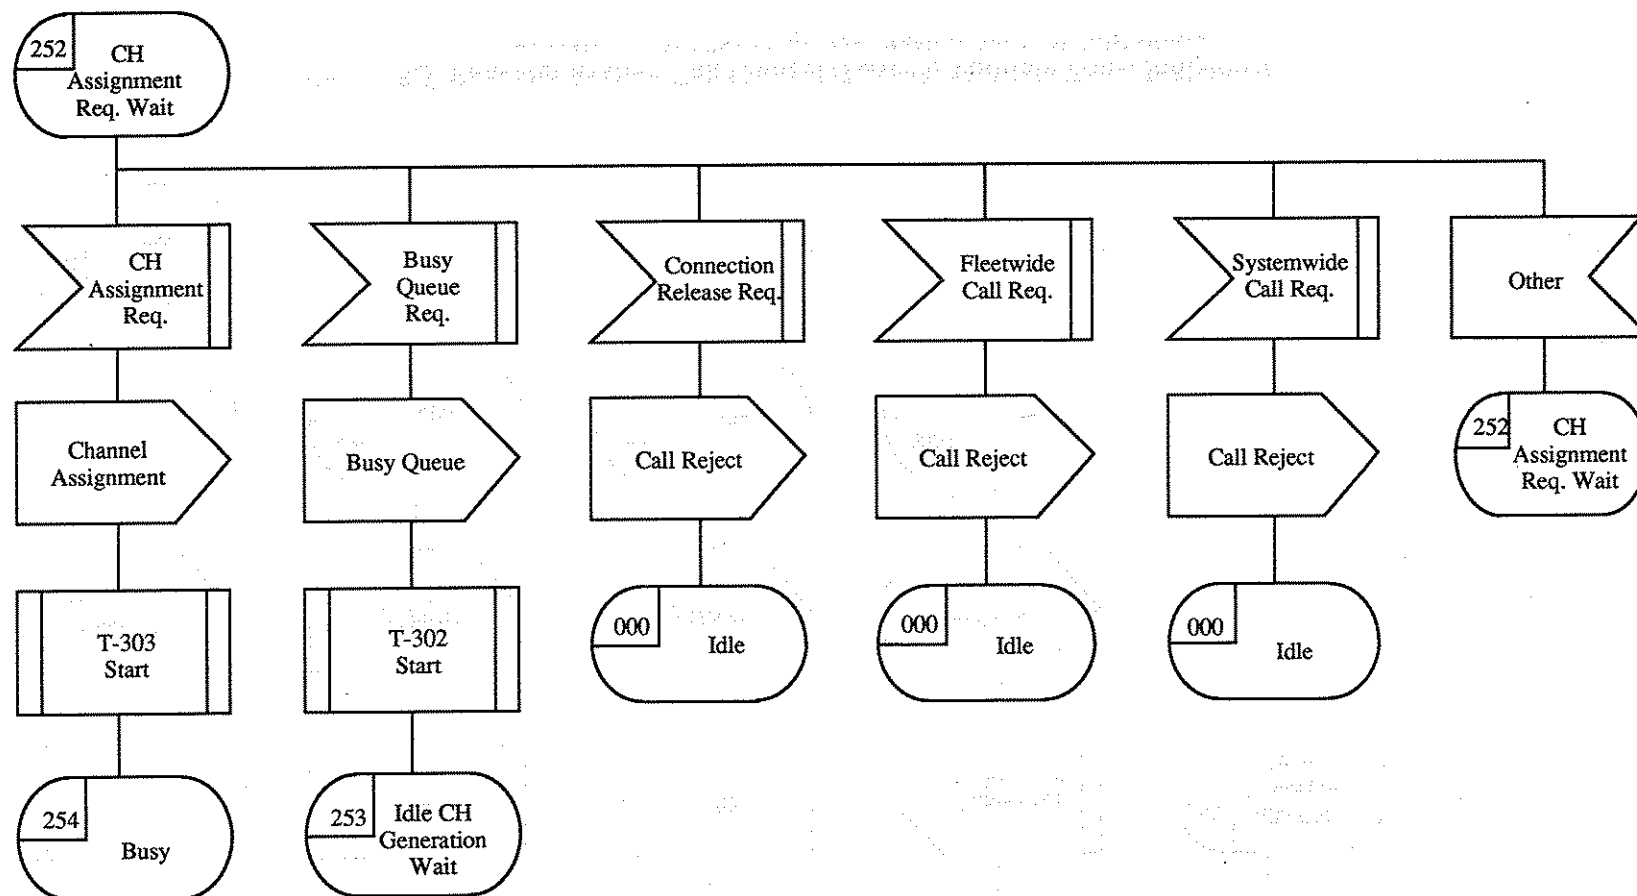 252
CH
Assignment
Req. Wait
CH
Assignment
Req.
Busy
Queue
Req.
Connection
Release Req.
Fleetwide
Call Req.
Systemwide
Call Req.
Other
Channel
Assignment
Busy Queue
Call Reject
Call Reject
Call Reject
252
CH
Assignment
Req. Wait
T-303
Start
T-302
Start
000
Idle
000
Idle
000
Idle
254
Busy
253
Idle CH
Generation
Wait